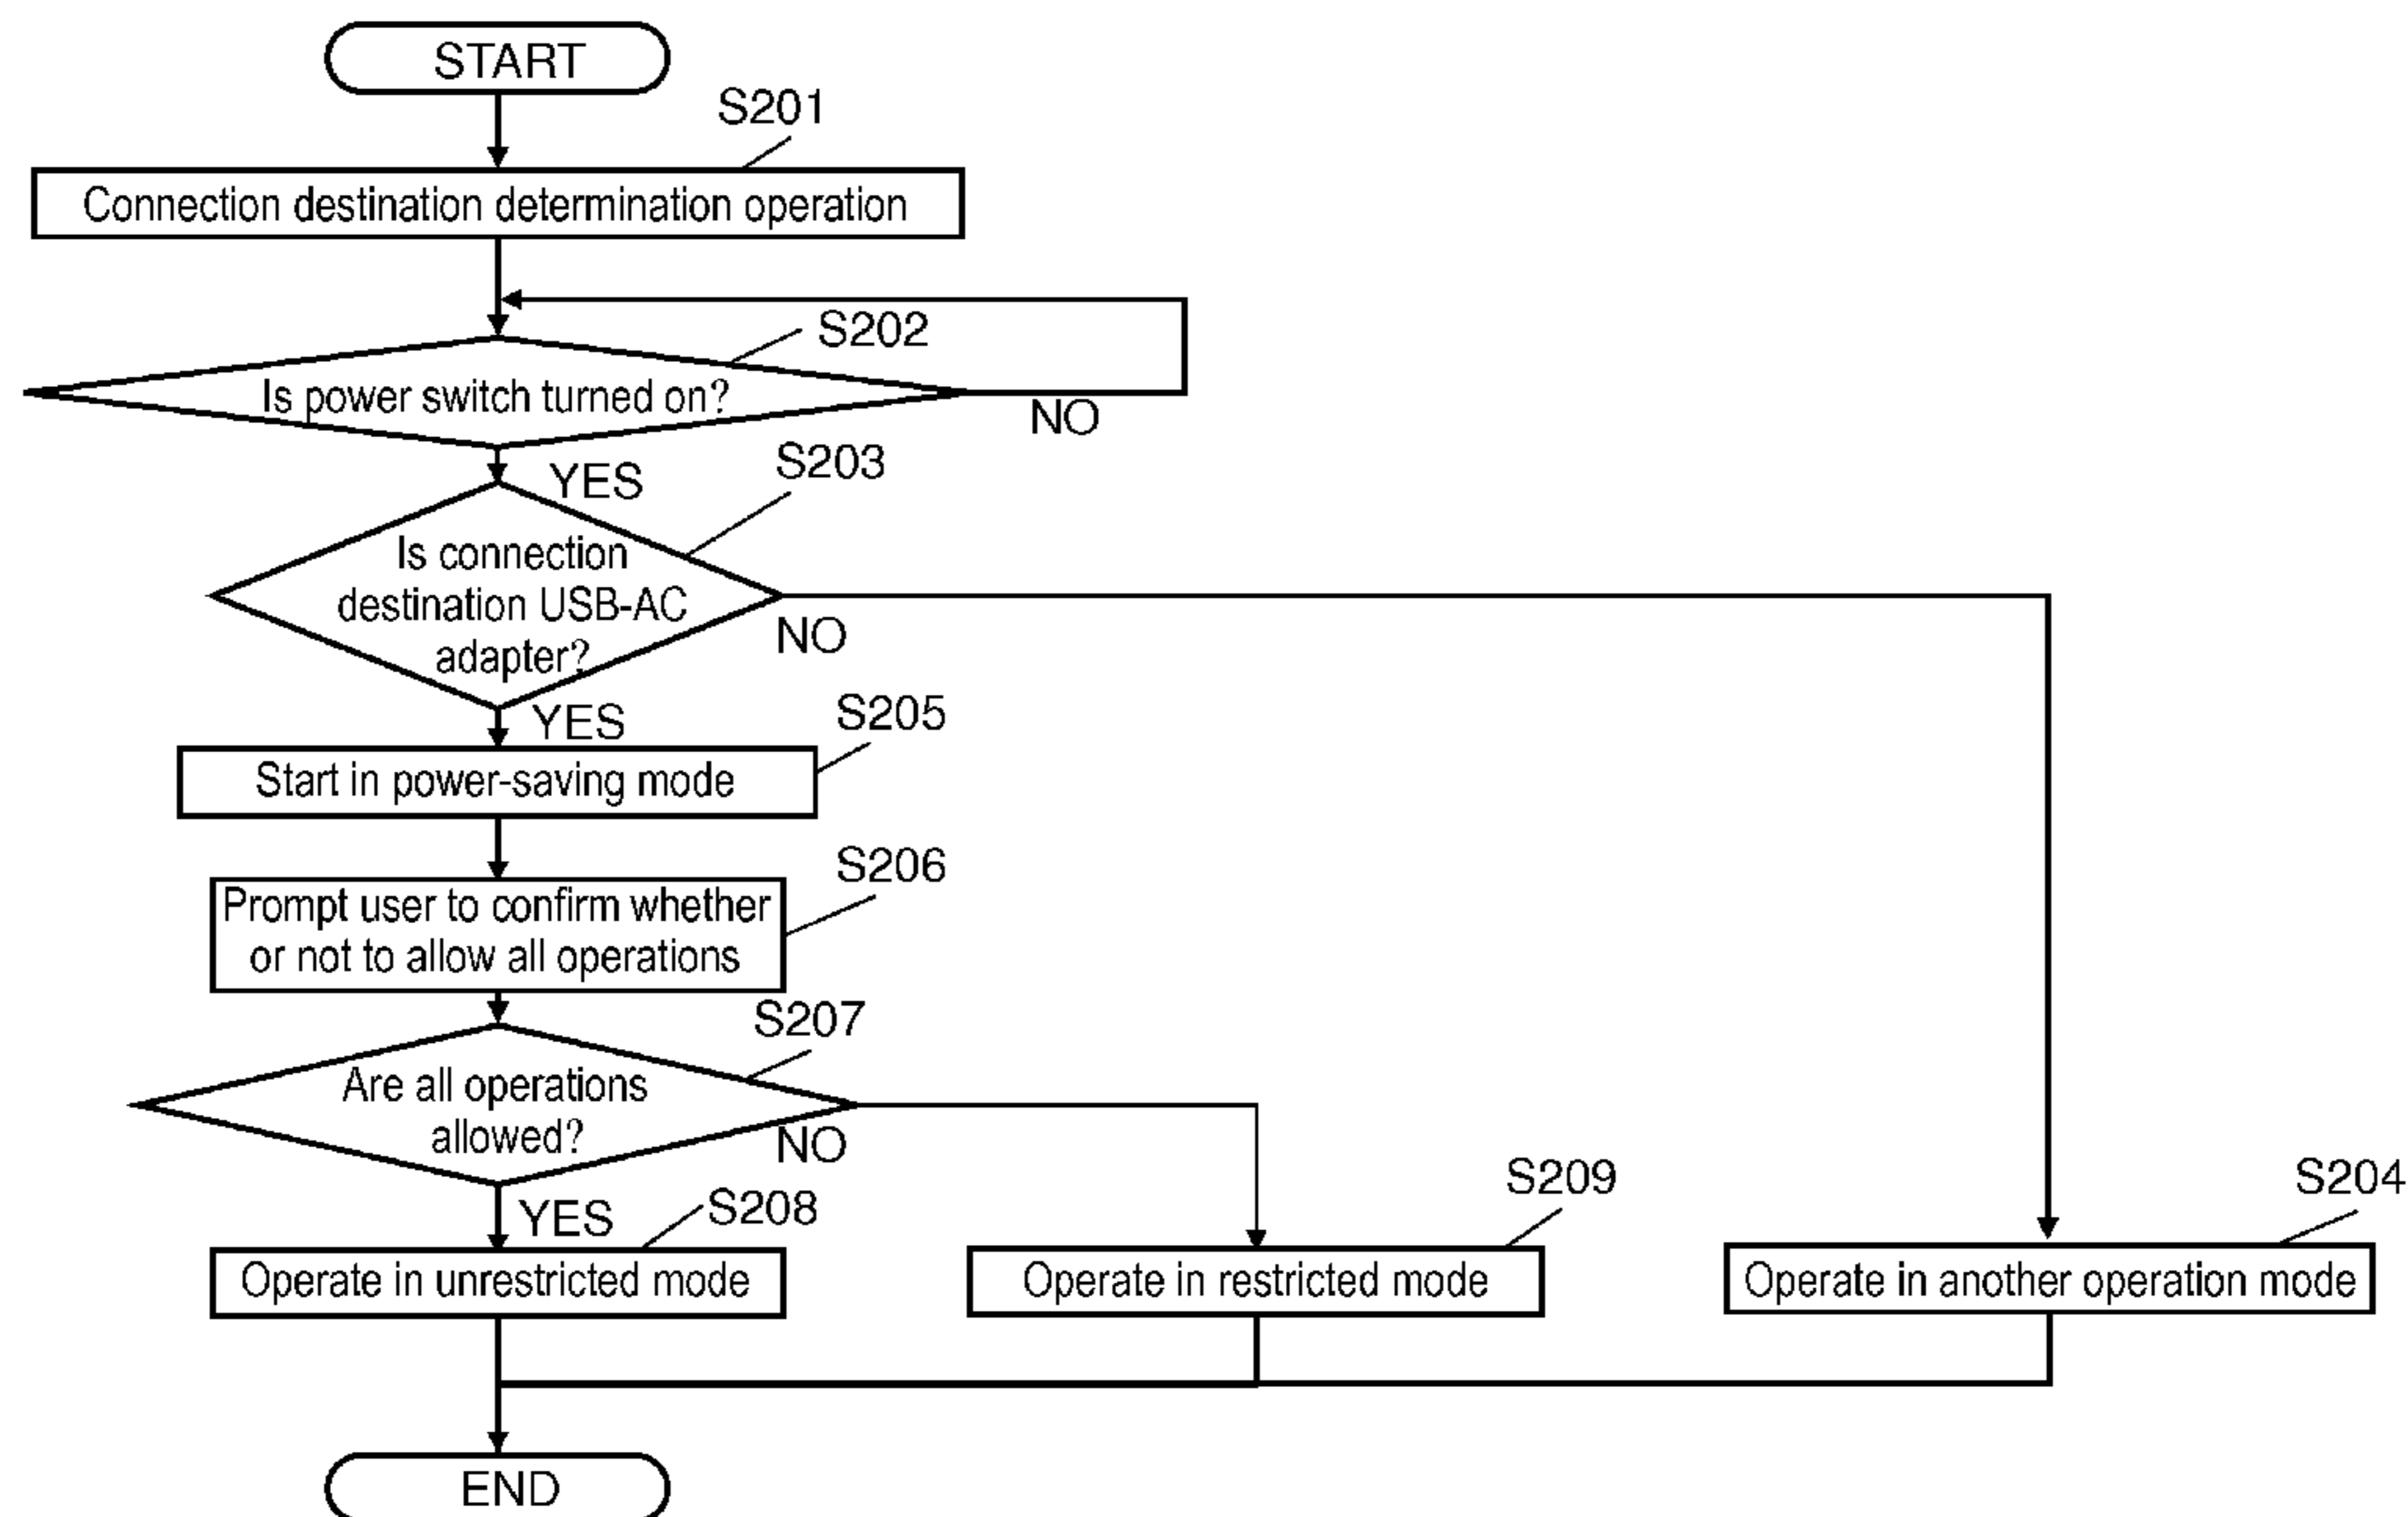 START
S201
Connection destination determination operation
S202
Is power switch turned on?
NO
YES
S203
Is connection
destination USB-AC
adapter?
NO
YES
S205
Start in power-saving mode
S206
Prompt user to confirm whether
or not to allow all operations
S207
Are all operations
allowed?
NO
YES
S208
S209
S204
Operate in unrestricted mode
Operate in restricted mode
Operate in another operation mode
END